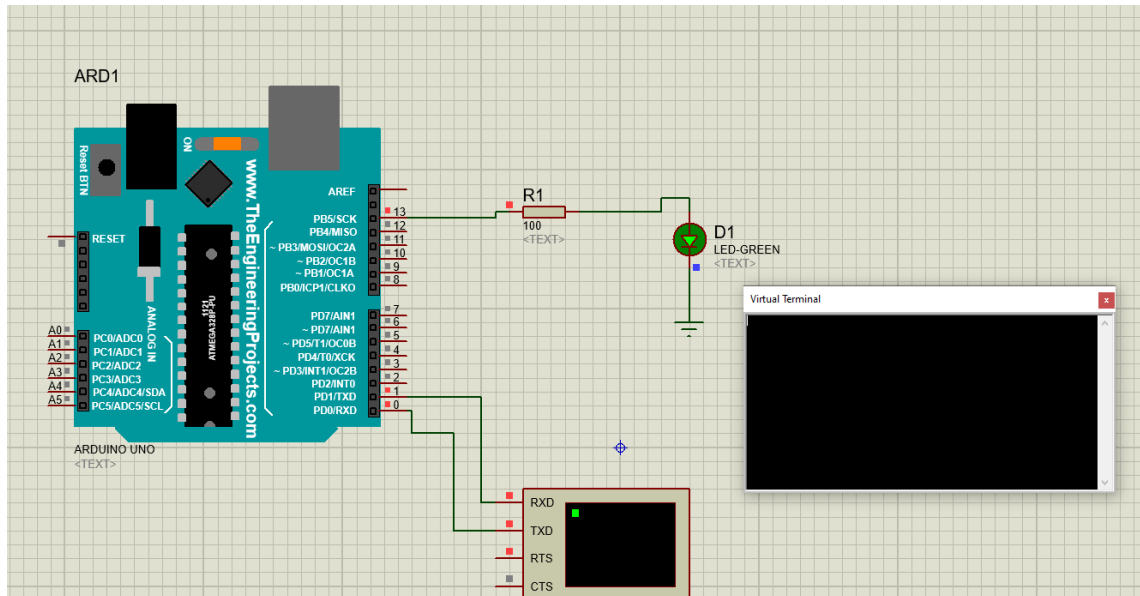 ARD1
Reset BTN
ON
www.TheEngineeringProjects.com
RESET
1121
ATMEGA328P-PU
ANALOG IN
AREF
PB5/SCK
PB4/MISO
~ PB3/MOSI/OC2A
~ PB2/OC1B
~ PB1/OC1A
PB0/ICP1/CLKO
PD7/AIN1
~ PD7/AIN1
~ PD5/T1/OC0B
PD4/T0/XCK
~ PD3/INT1/OC2B
PD2/INT0
PD1/TXD
PD0/RXD
13
12
11
10
9
8
7
6
5
4
3
2
1
0
A0
A1
A2
A3
A4
A5
PC0/ADC0
PC1/ADC1
PC2/ADC2
PC3/ADC3
PC4/ADC4/SDA
PC5/ADC5/SCL
ARDUINO UNO
<TEXT>
R1
100
<TEXT>
D1
LED-GREEN
<TEXT>
Virtual Terminal
x
RXD
TXD
RTS
CTS